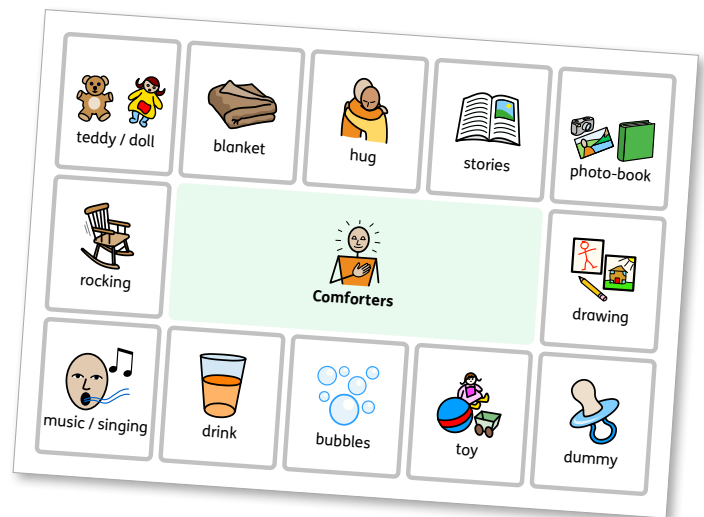 teddy / doll
blanket
hug
stories
photo-book
rocking
Comforters
drawing
music / singing
drink
bubbles
toy
dummy